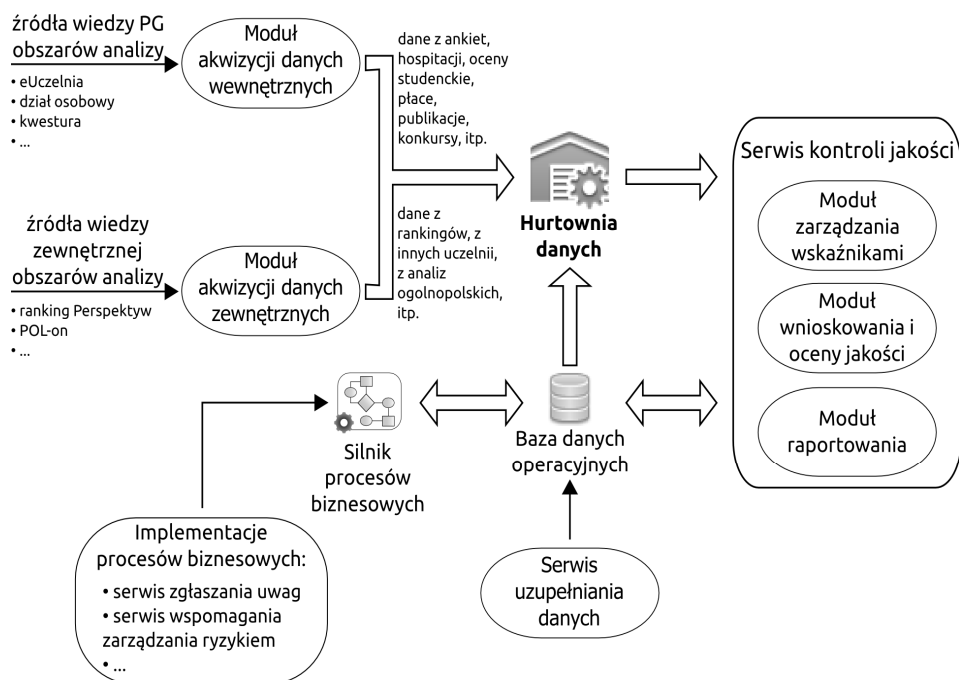 źródła wiedzy PG
obszarów analizy
• eUczelnia
• dział osobowy
• kwestura
• ...
Moduł
akwizycji danych
wewnętrznych
dane z ankiet,
hospitacji, oceny
studenckie,
płace,
publikacje,
konkursy, itp.
źródła wiedzy
zewnętrznej
obszarów analizy
• ranking Perspektyw
• POL-on
• ...
Moduł
akwizycji danych
zewnętrznych
dane z
rankingów, z
innych uczelnii,
z analiz
ogolnopolskich,
itp.
Hurtownia
danych
Serwis kontroli jakości
Moduł
zarządzania
wskaźnikami
Moduł
wnioskowania i
oceny jakości
Moduł
raportowania
Silnik
procesów
biznesowych
Baza danych
operacyjnych
Implementacje
procesów biznesowych:
• serwis zgłaszania uwag
• serwis wspomagania
zarządzania ryzykiem
• ...
Serwis
uzupełniania
danych